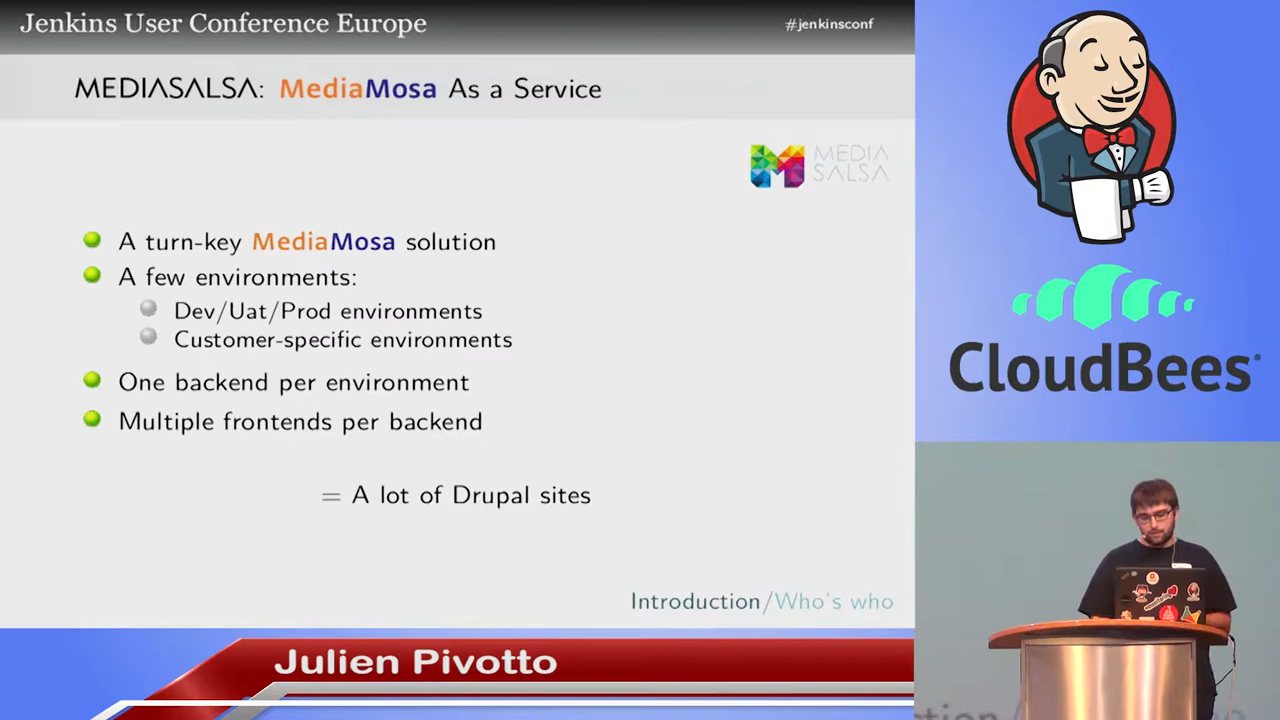 Jenkins User Conference Europe
#jenkinsconf
MEDIASALSA: MediaMosa As a Service
MEDIA
SALSA
A turn-key MediaMosa solution
A few environments:
Dev/Uat/Prod environments
Customer-specific environments
One backend per environment
Multiple frontends per backend
= A lot of Drupal sites
Introduction/Who's who
Julien Pivotto
CloudBees